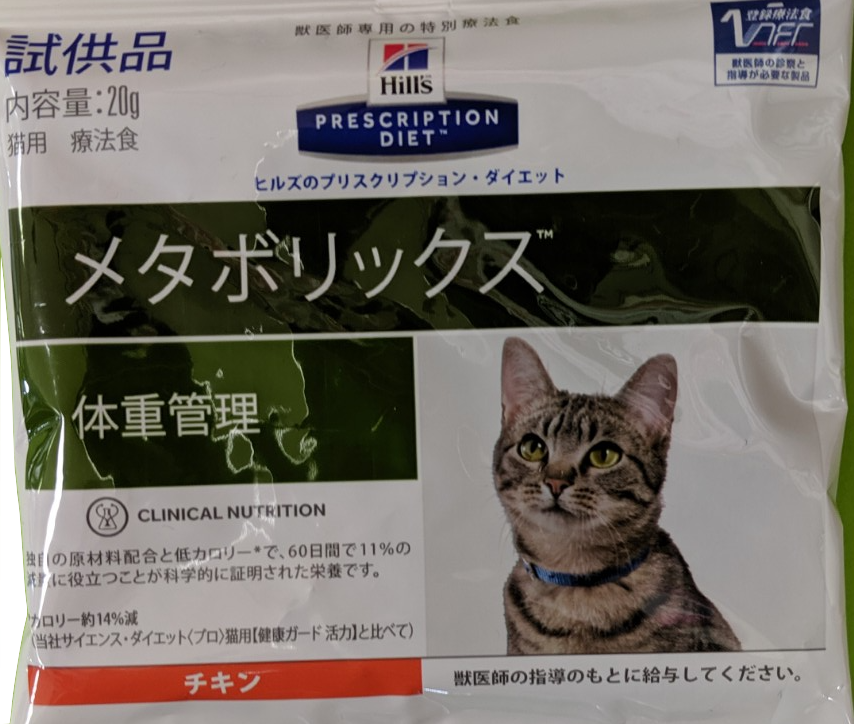 獣医師専用の特別療法食
試供品
内容量:20g
猫用 療法食
Hill's
PRESCRIPTION
DIET™
登録療法食
獣医師の診察と
指導が必要な製品
ヒルズのプリスクリプション・ダイエット
メタボリックス™
体重管理
CLINICAL NUTRITION
独自の原材料配合と低カロリー*で、60日間で11%の
減量に役立つことが科学的に証明された栄養です。
*カロリー約14%減
(当社サイエンス・ダイエット〈プロ〉猫用【健康ガード 活力】と比べて)
チキン
獣医師の指導のもとに給与してください。